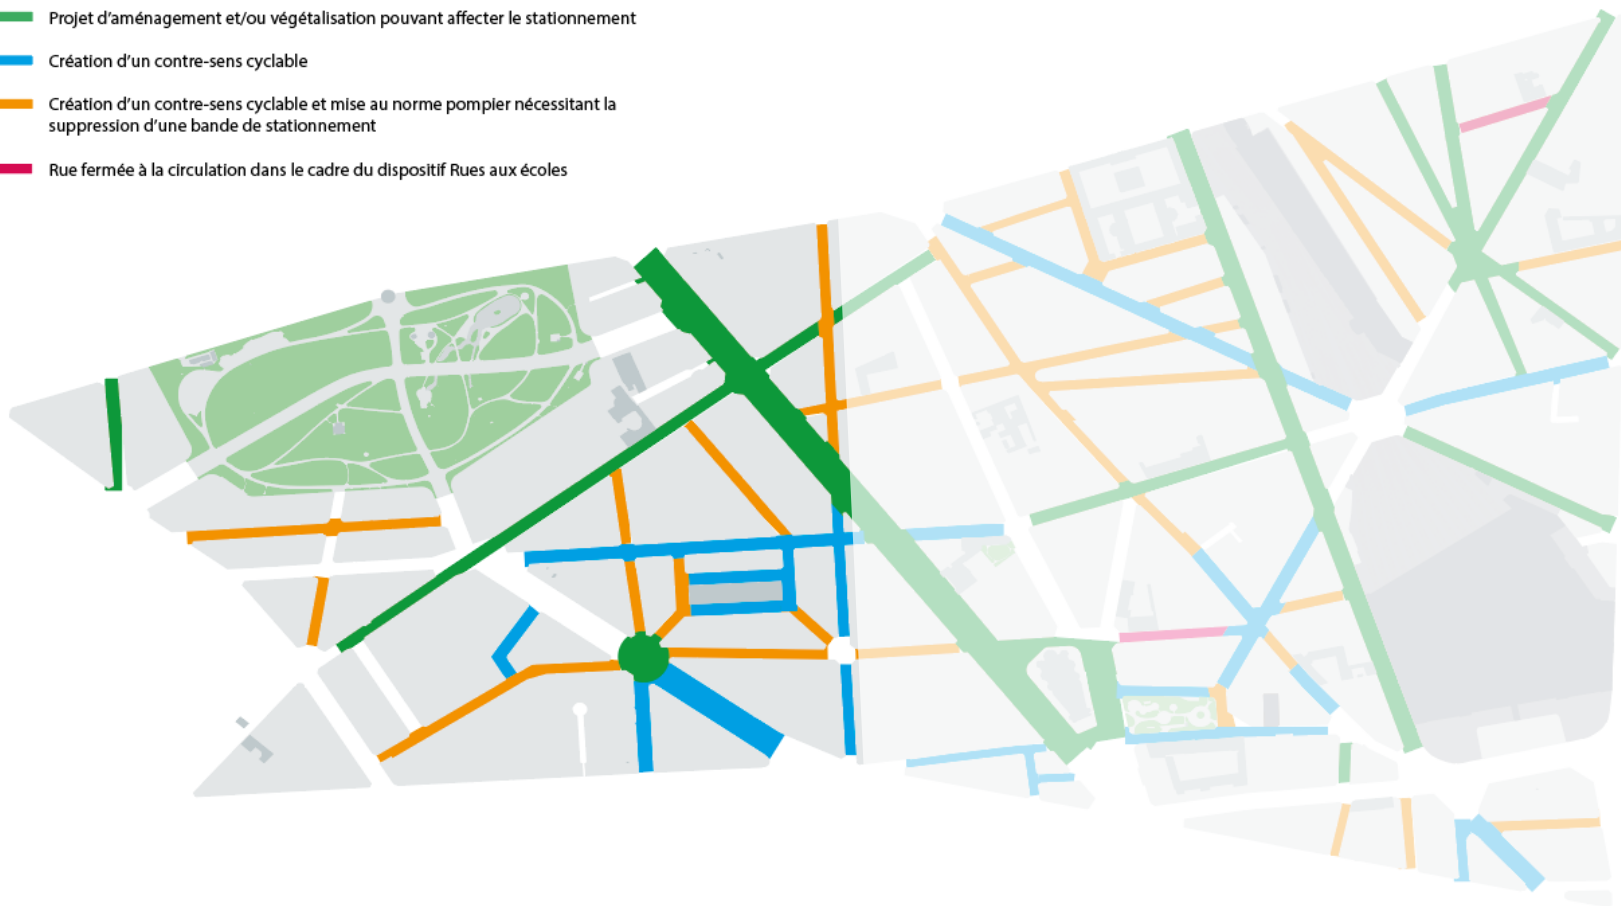 Projet d’aménagement et/ou végétalisation pouvant affecter le stationnement
Création d’un contre-sens cyclable
Création d’un contre-sens cyclable et mise au norme pompier nécessitant la
suppression d’une bande de stationnement
Rue fermée à la circulation dans le cadre du dispositif Rues aux écoles